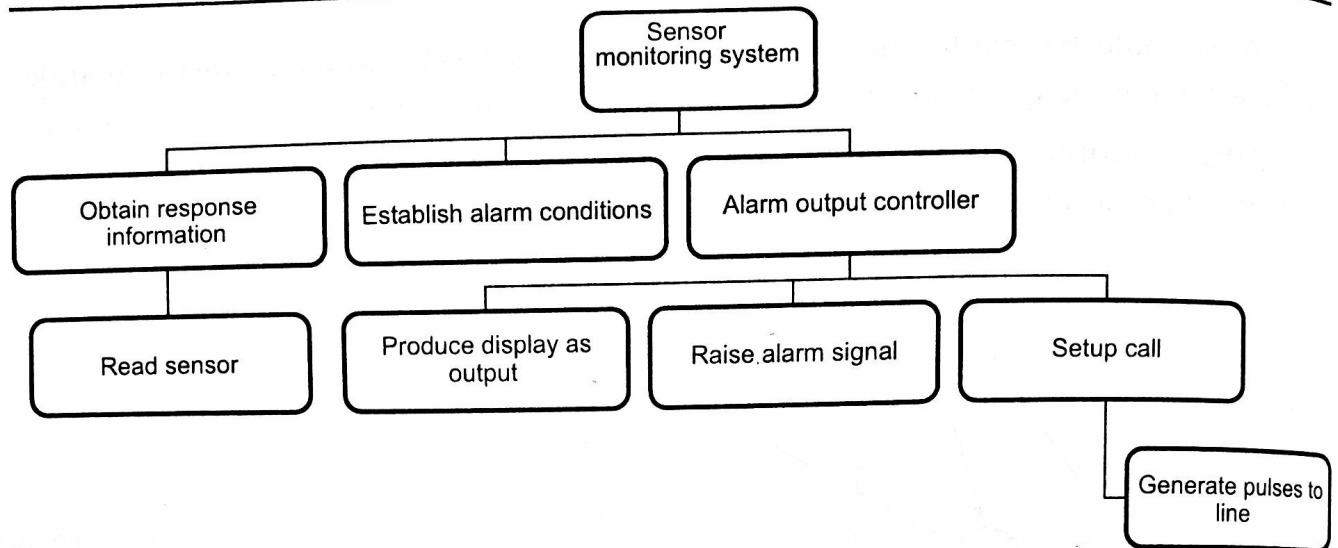 Sensor
monitoring system
Obtain response
information
Establish alarm conditions
Alarm output controller
Read sensor
Produce display as
output
Raise alarm signal
Setup call
Generate pulses to
line